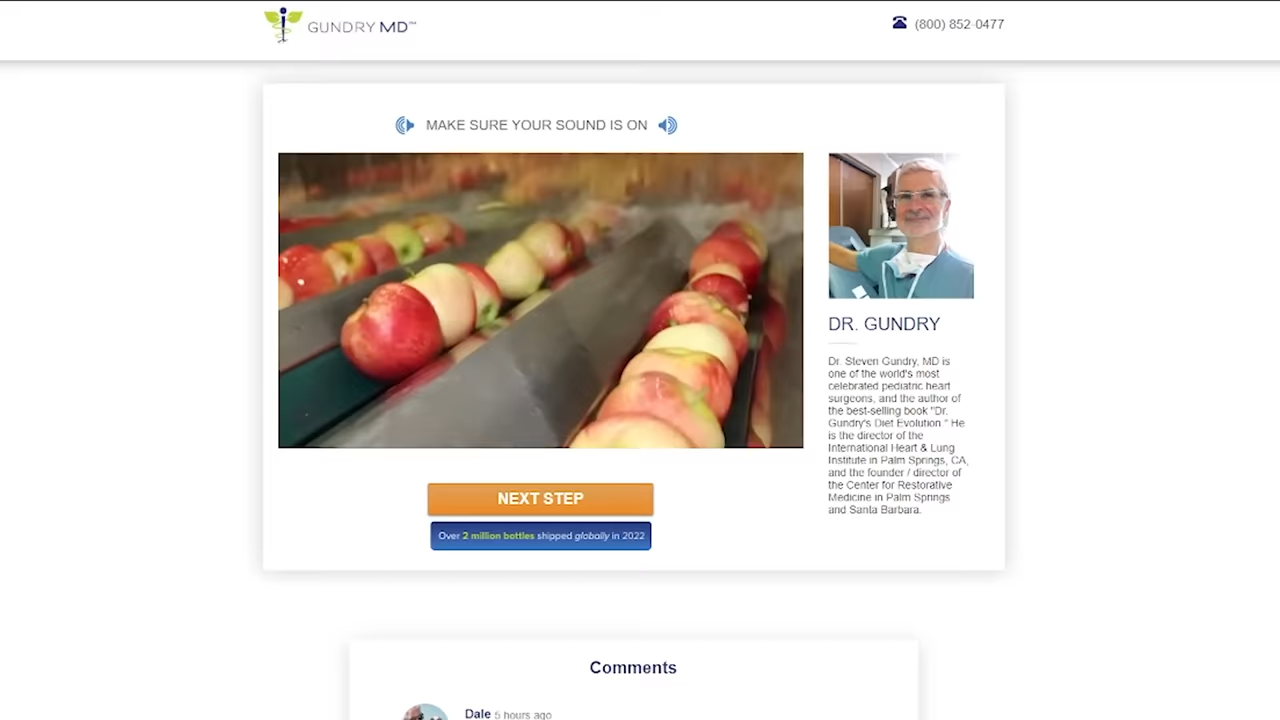 GUNDRY MD™
(800) 852-0477
MAKE SURE YOUR SOUND IS ON
DR. GUNDRY
Dr. Steven Gundry, MD is
one of the world's most
celebrated pediatric heart
surgeons, and the author of
the best-selling book "Dr.
Gundry's Diet Evolution." He
is the director of the
International Heart & Lung
Institute in Palm Springs, CA,
and the founder / director of
the Center for Restorative
Medicine in Palm Springs
and Santa Barbara.
NEXT STEP
Over 2 million bottles shipped globally in 2022
Comments
Dale 5 hours ago